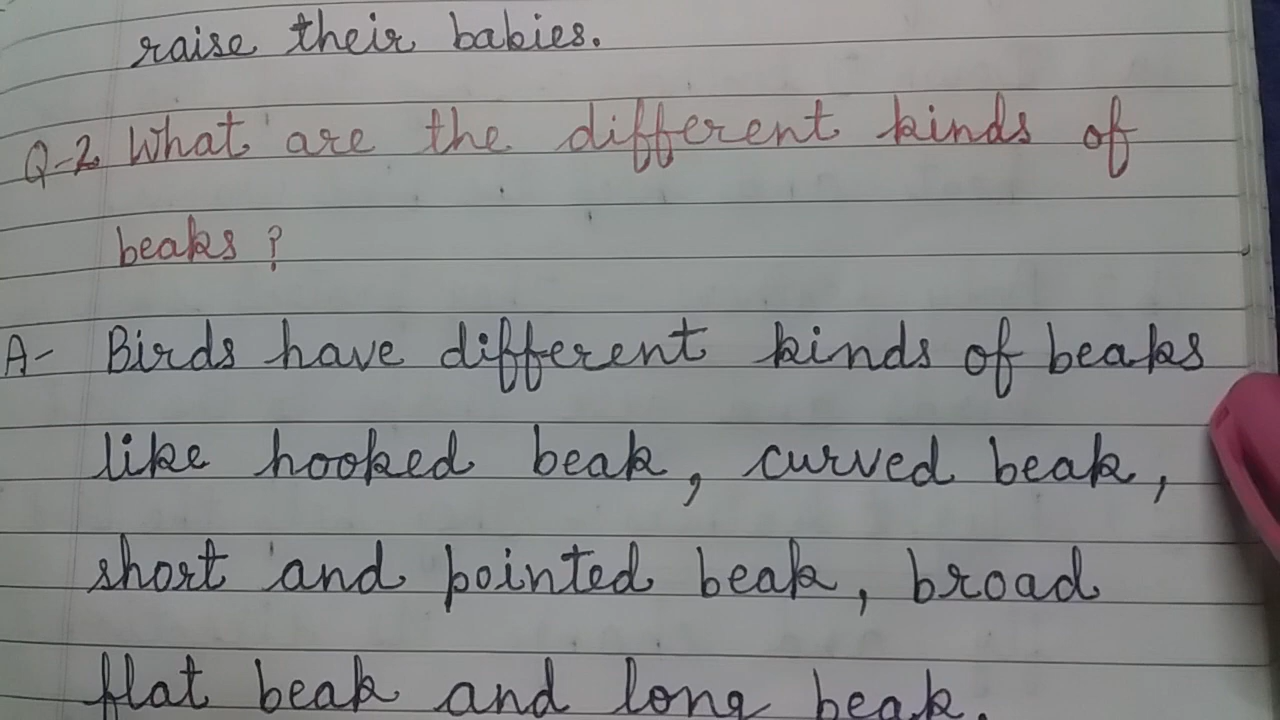 raise their babies.
Q-2 What are the different kinds of
beaks ?
A- Birds have different kinds of beaks
like hooked beak, curved beak,
short and pointed beak, broad
flat beak and long beak.